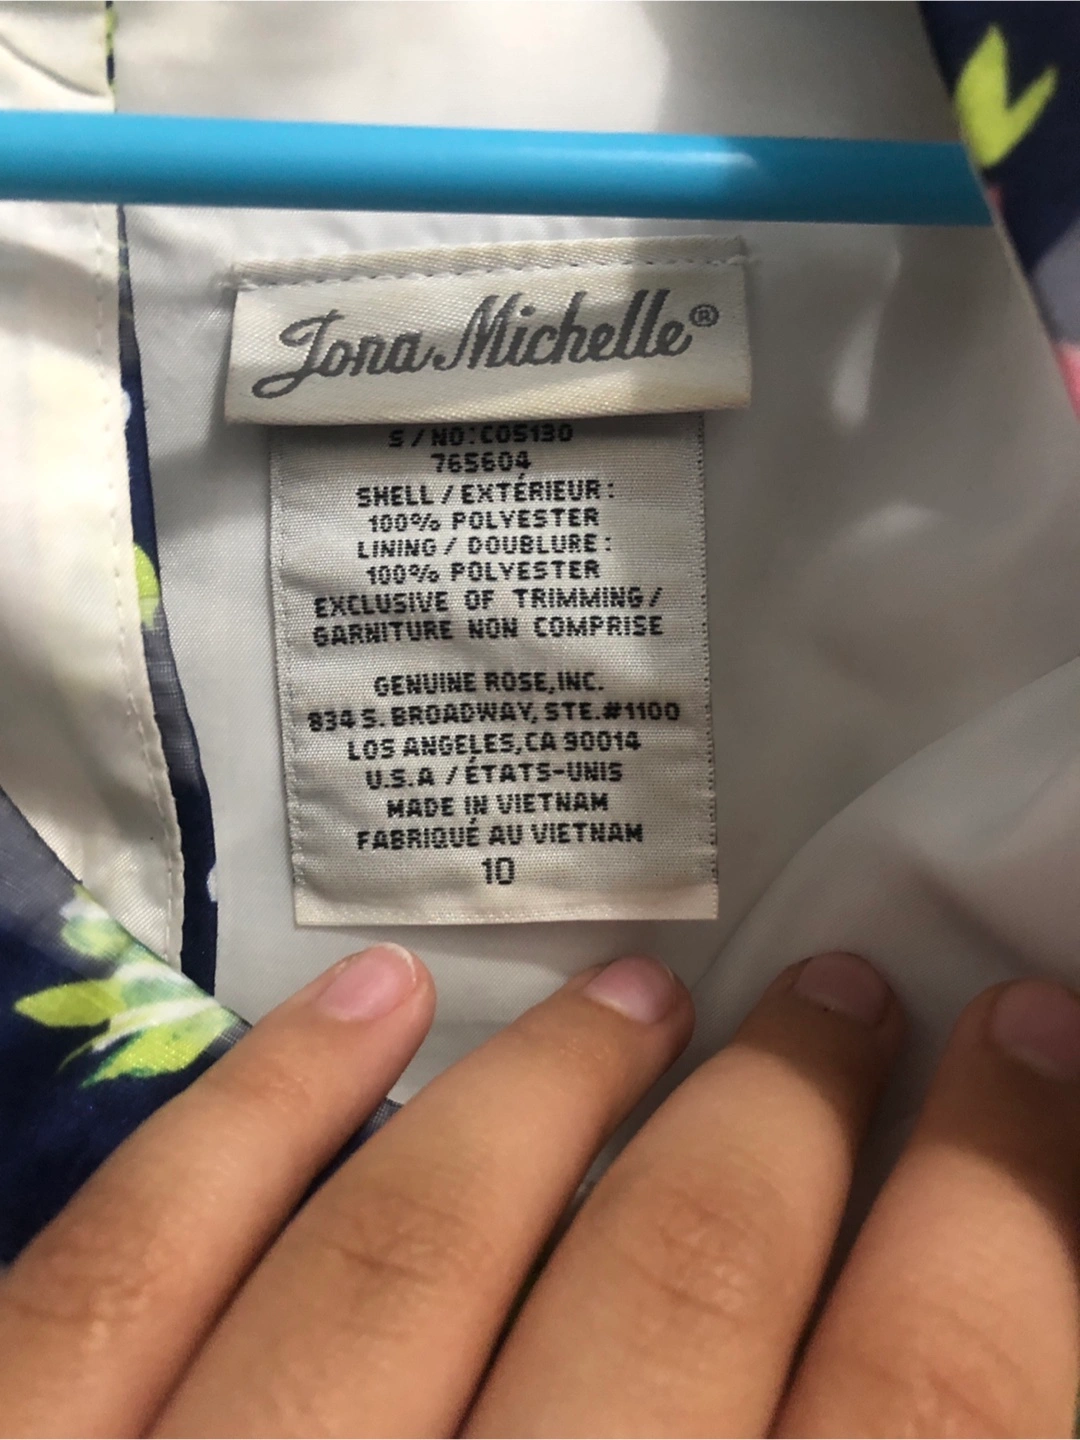 Jona Michelle®
S/NO:C05130
765604
SHELL / EXTÉRIEUR:
100% POLYESTER
LINING / DOUBLURE:
100% POLYESTER
EXCLUSIVE OF TRIMMING/
GARNITURE NON COMPRISE
GENUINE ROSE,INC.
834 S. BROADWAY, STE.#1100
LOS ANGELES,CA 90014
U.S.A / ÉTATS-UNIS
MADE IN VIETNAM
FABRIQUÉ AU VIETNAM
10